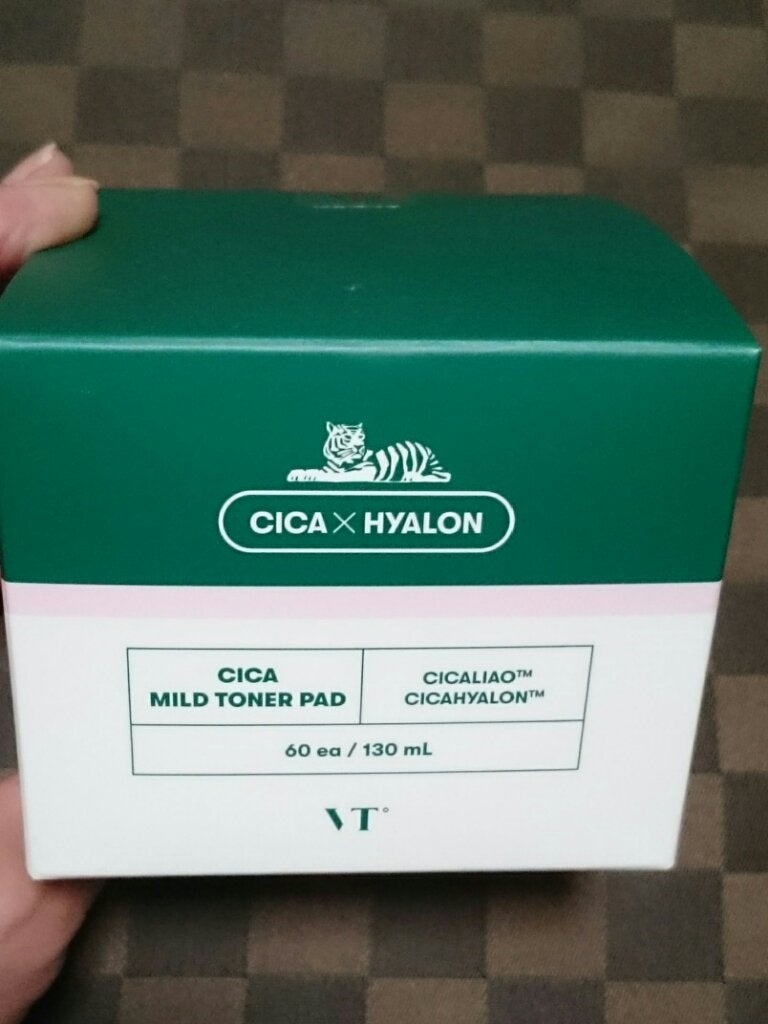 CICA × HYALON
CICA
MILD TONER PAD
CICALIAO™
CICAHYALON™
60 ea / 130 mL
VT°